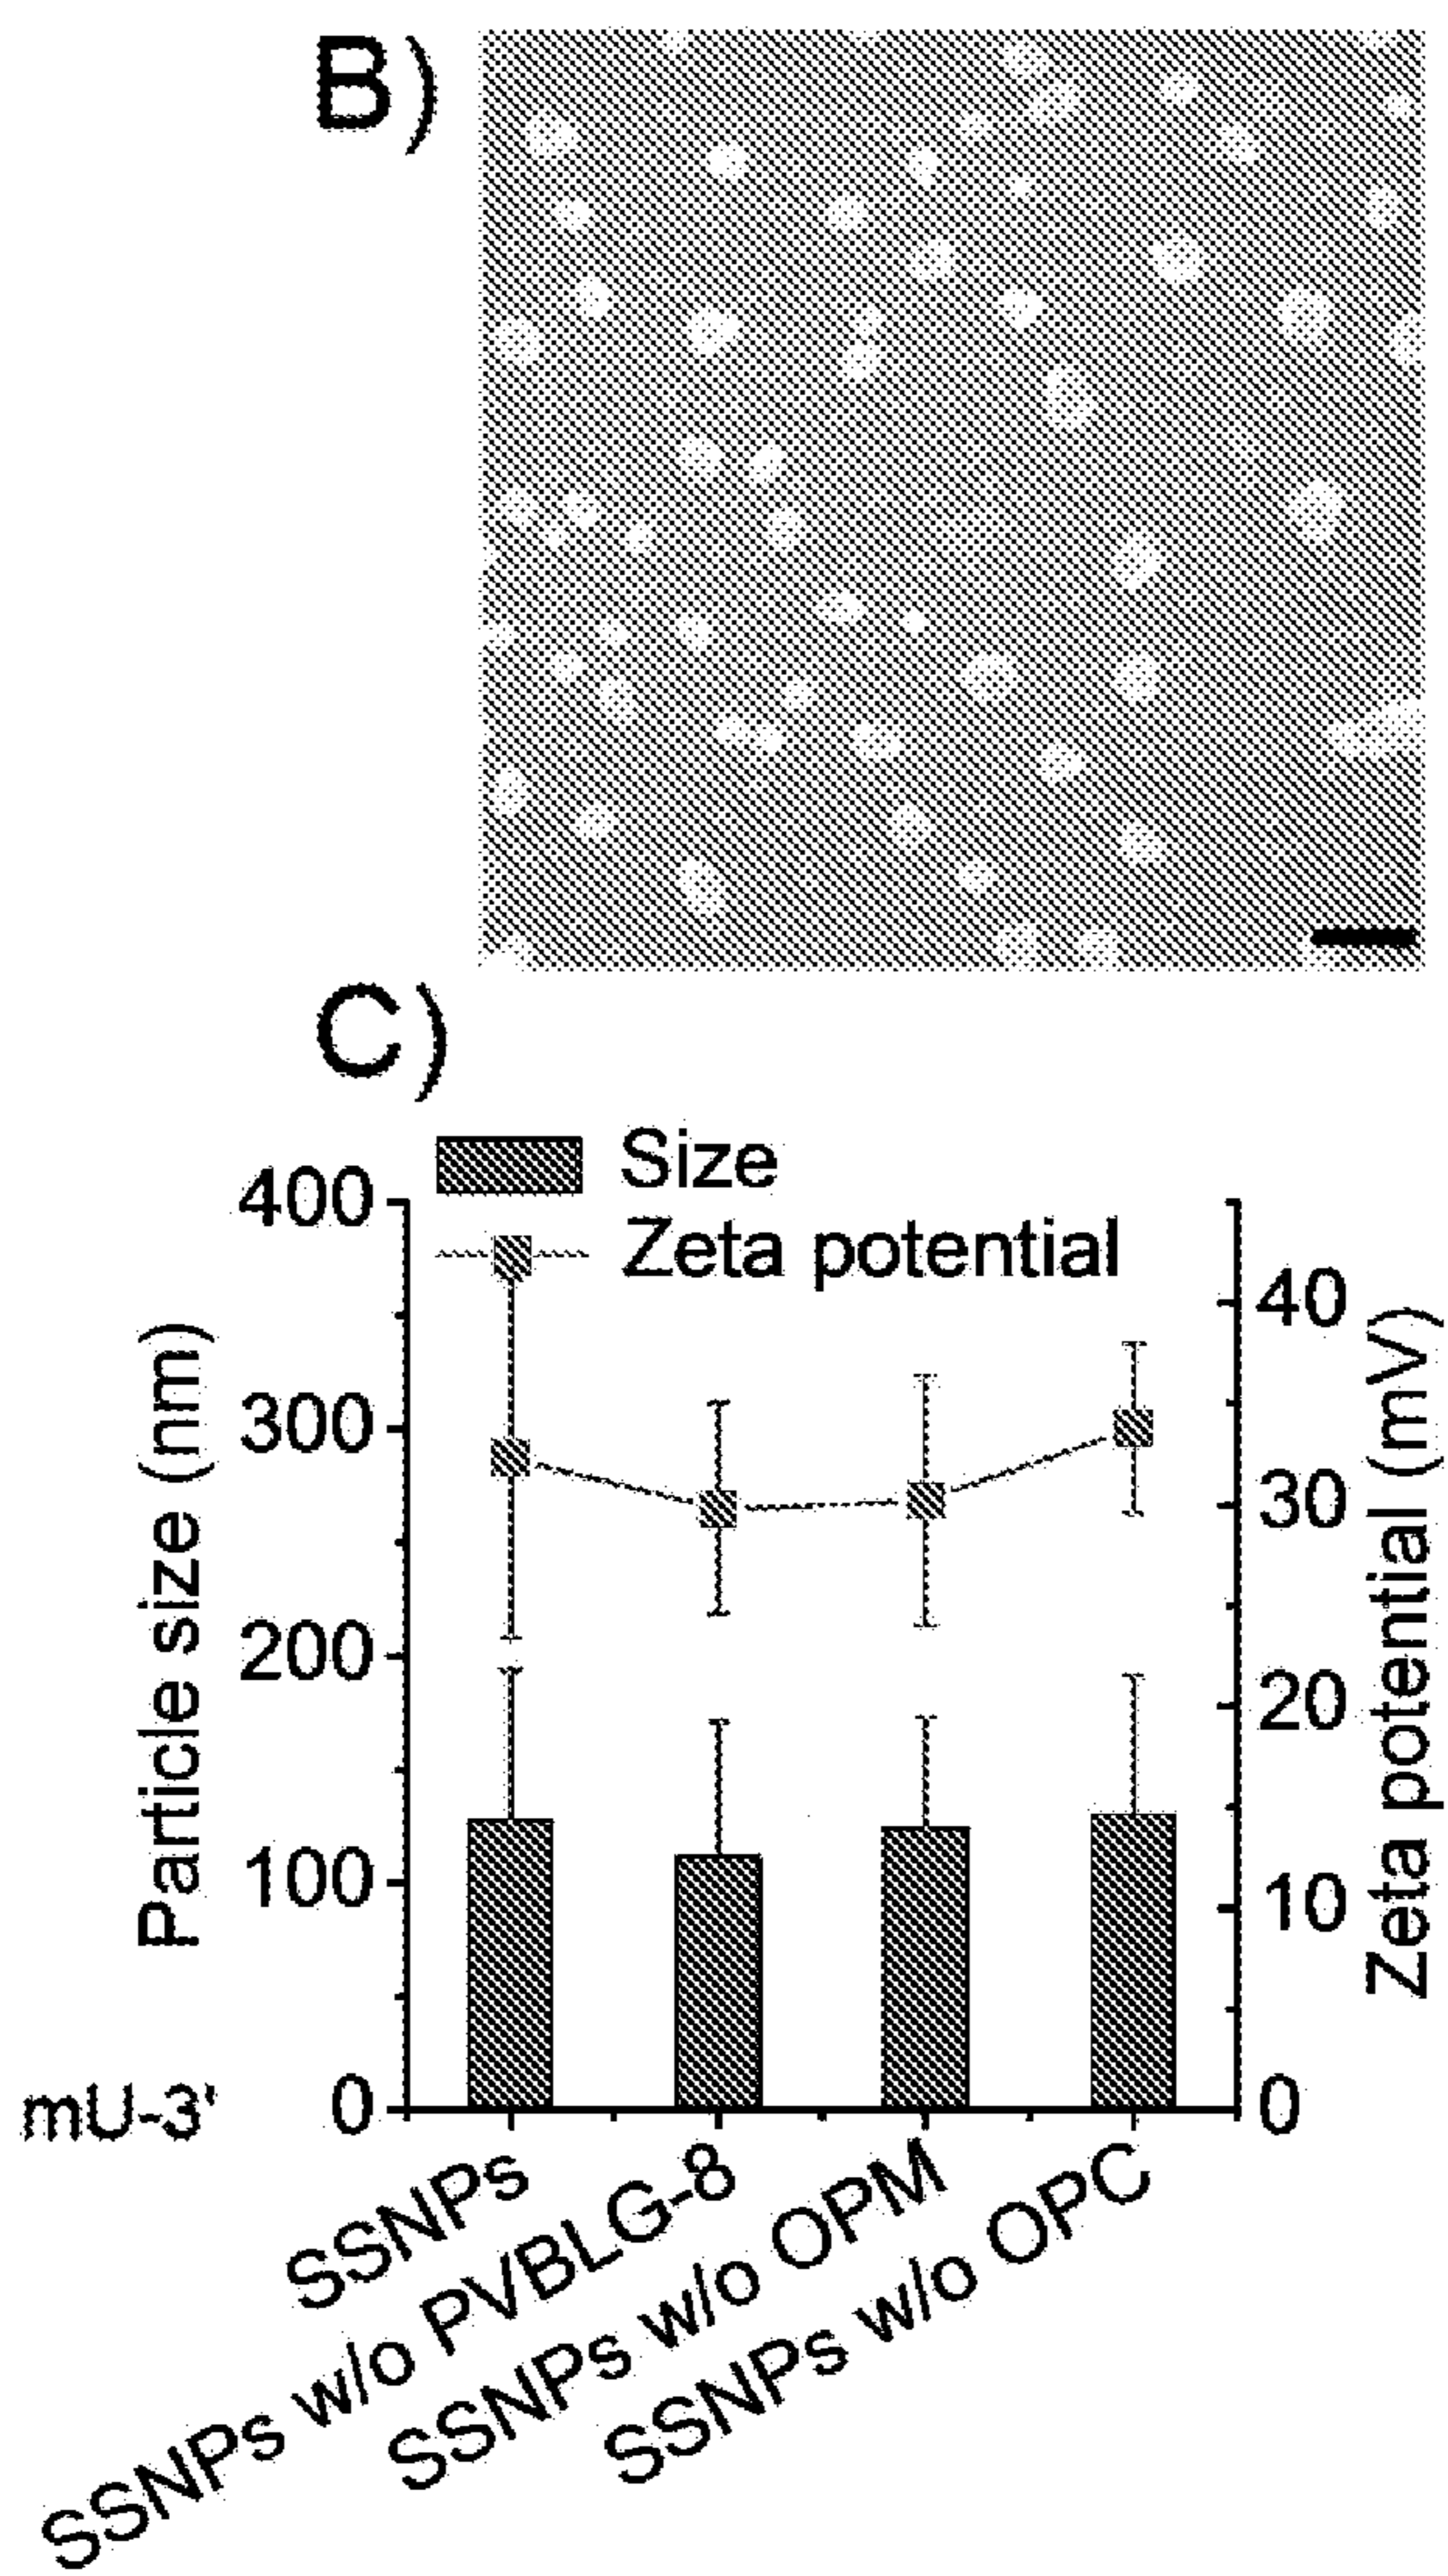 B)
C)
Size
Zeta potential
400
300
200
100
0
Particle size (nm)
40
30
20
10
0
Zeta potential (mV)
mU-3'
SSNPs
SSNPs w/o PVBLG-8
SSNPs w/o OPM
SSNPs w/o OPC